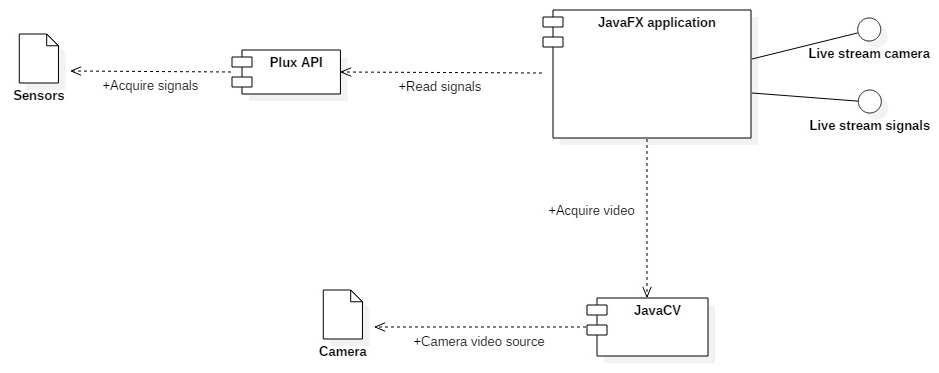 JavaFX application
Live stream camera
Plux API
Sensors
+Acquire signals
+Read signals
Live stream signals
+Acquire video
JavaCV
+Camera video source
Camera